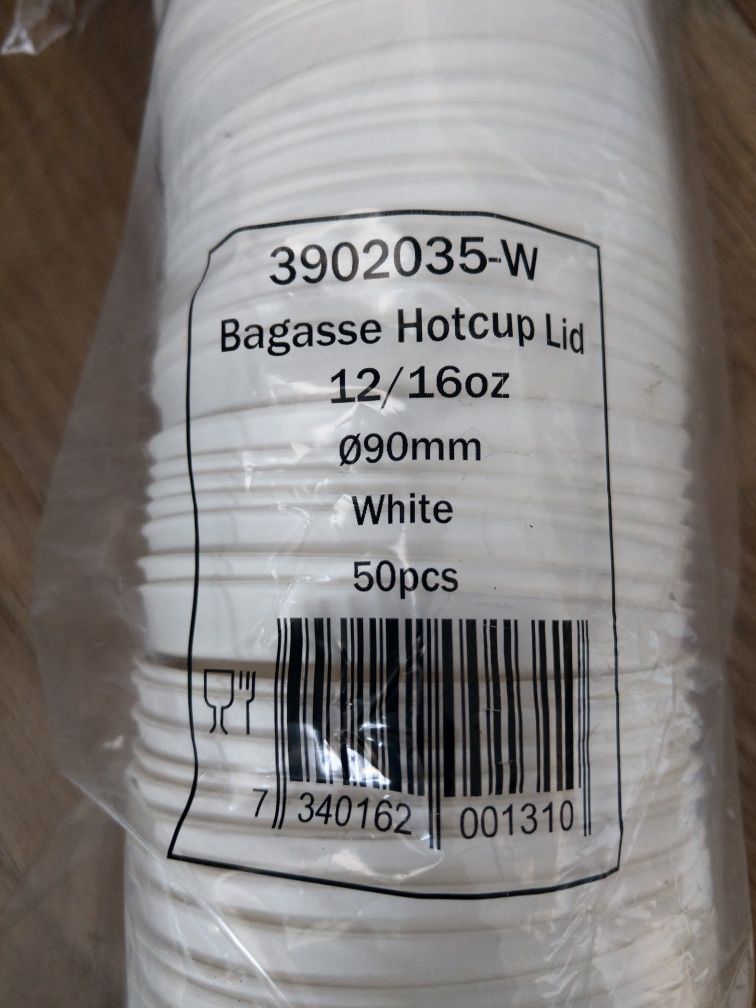 3902035-W
Bagasse Hotcup Lid
12/16oz
Ø90mm
White
50pcs
7 340162 001310